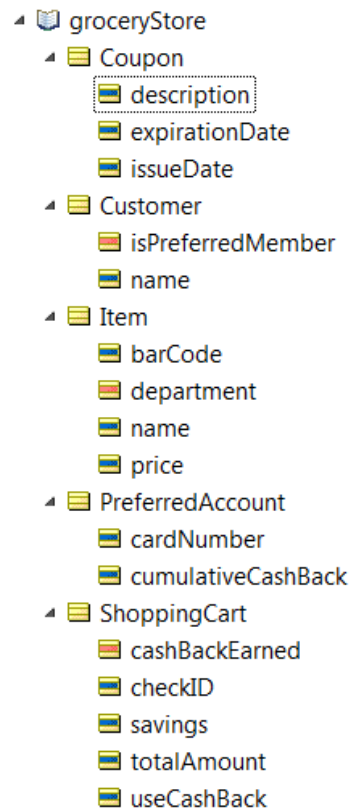 groceryStore
Coupon
description
expirationDate
issueDate
Customer
isPreferredMember
name
Item
barCode
department
name
price
PreferredAccount
cardNumber
cumulativeCashBack
ShoppingCart
cashBackEarned
checkID
savings
totalAmount
useCashBack